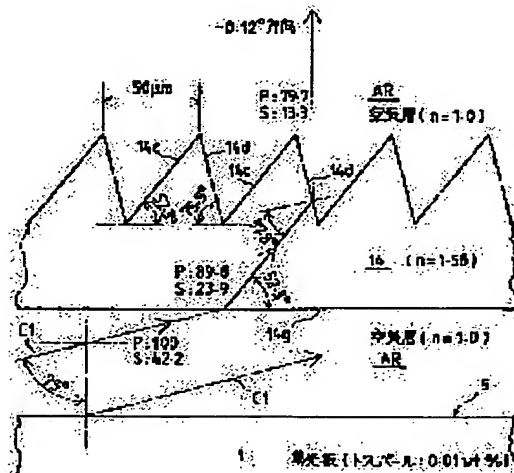 -0.12°方向
50μm
P:79.7
S:13.3
AR
空気層(n=1.0)
14c
14d
14c
14d
16 (n=1.58)
P:89.8
S:23.9
C1
P:100
S:42.2
14g
空気層(n=1.0)
AR
C1
75°
5
1 導光板(トスパール:0.01wt%)